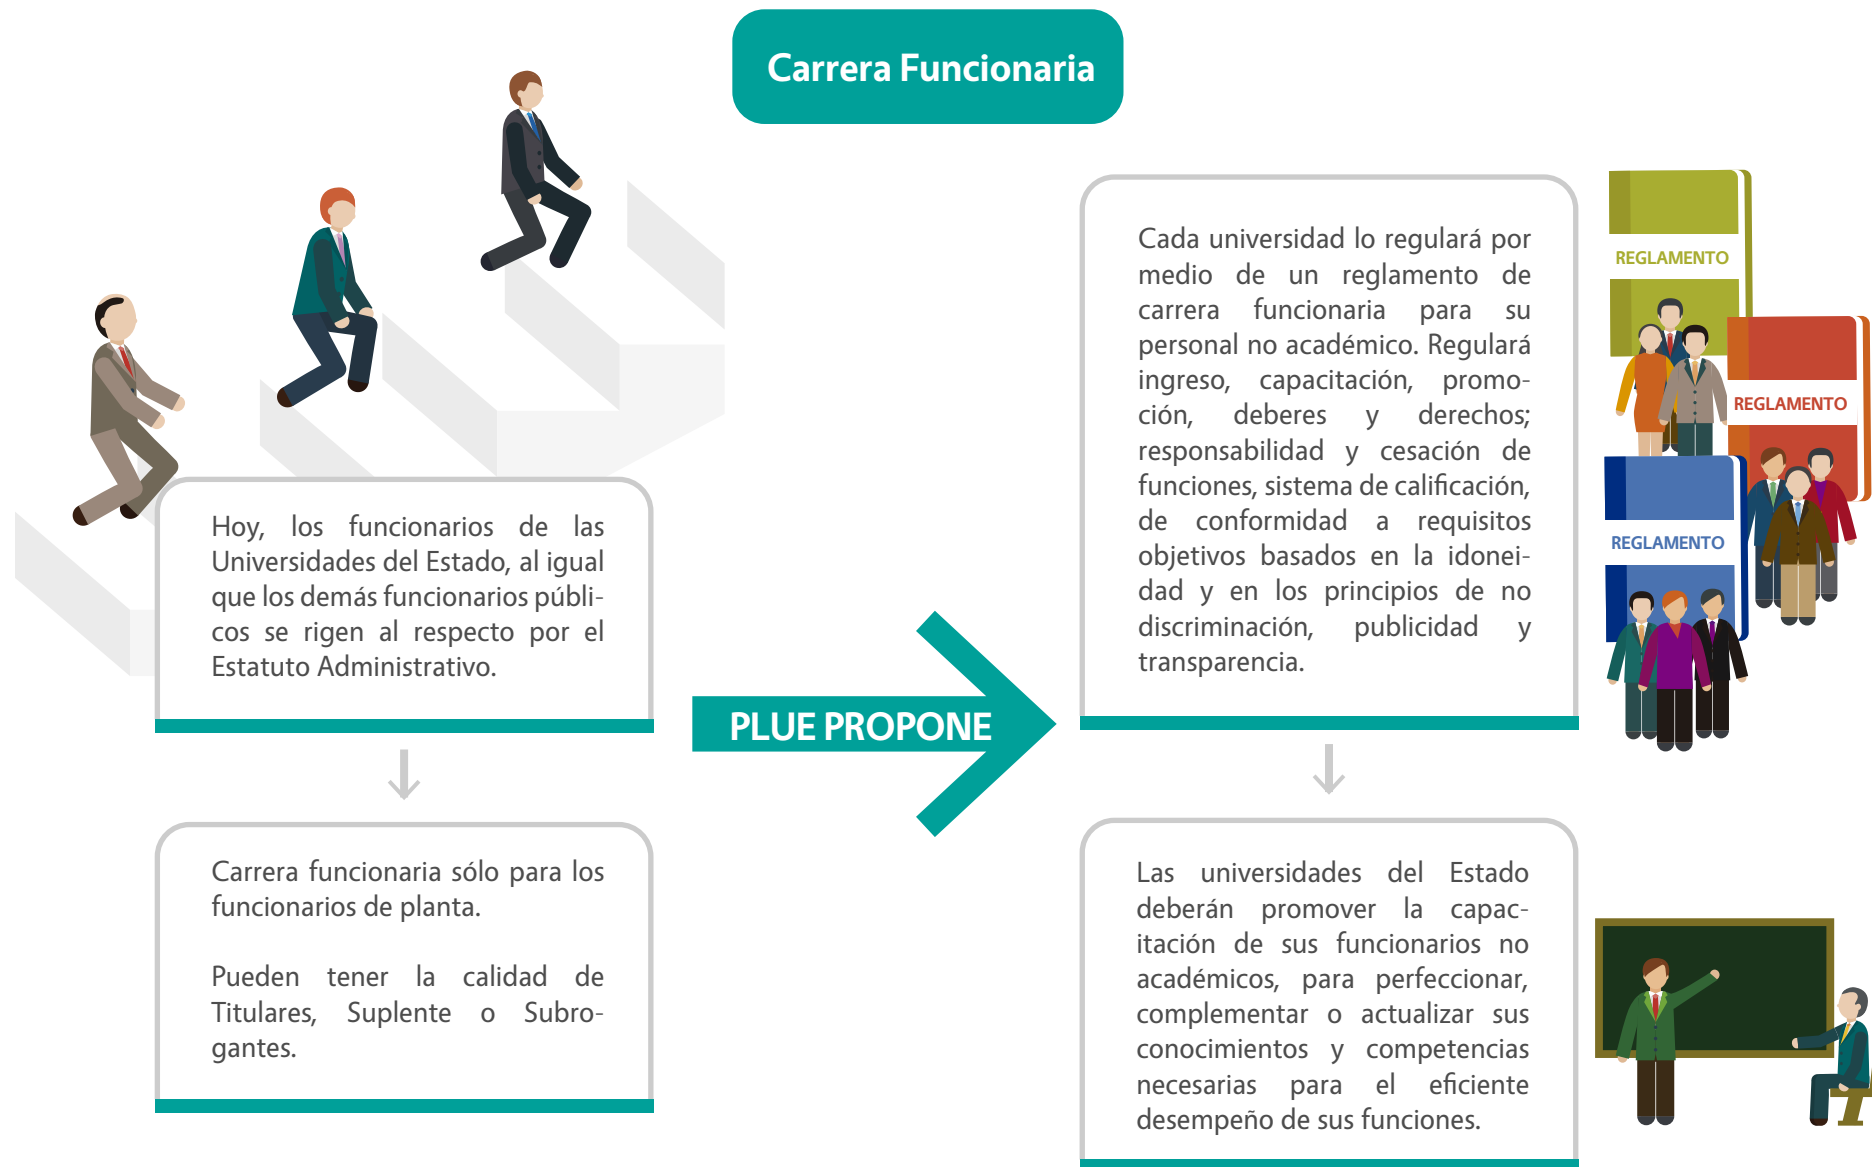 Carrera Funcionaria
Hoy, los funcionarios de las
Universidades del Estado, al igual
que los demás funcionarios públi-
cos se rigen al respecto por el
Estatuto Administrativo.
Carrera funcionaria sólo para los
funcionarios de planta.
Pueden tener la calidad de
Titulares, Suplente o Subro-
gantes.
PLUE PROPONE
Cada universidad lo regulará por
medio de un reglamento de
carrera funcionaria para su
personal no académico. Regulará
ingreso, capacitación, promo-
ción, deberes y derechos;
responsabilidad y cesación de
funciones, sistema de calificación,
de conformidad a requisitos
objetivos basados en la idonei-
dad y en los principios de no
discriminación, publicidad y
transparencia.
Las universidades del Estado
deberán promover la capac-
itación de sus funcionarios no
académicos, para perfeccionar,
complementar o actualizar sus
conocimientos y competencias
necesarias para el eficiente
desempeño de sus funciones.
REGLAMENTO
REGLAMENTO
REGLAMENTO